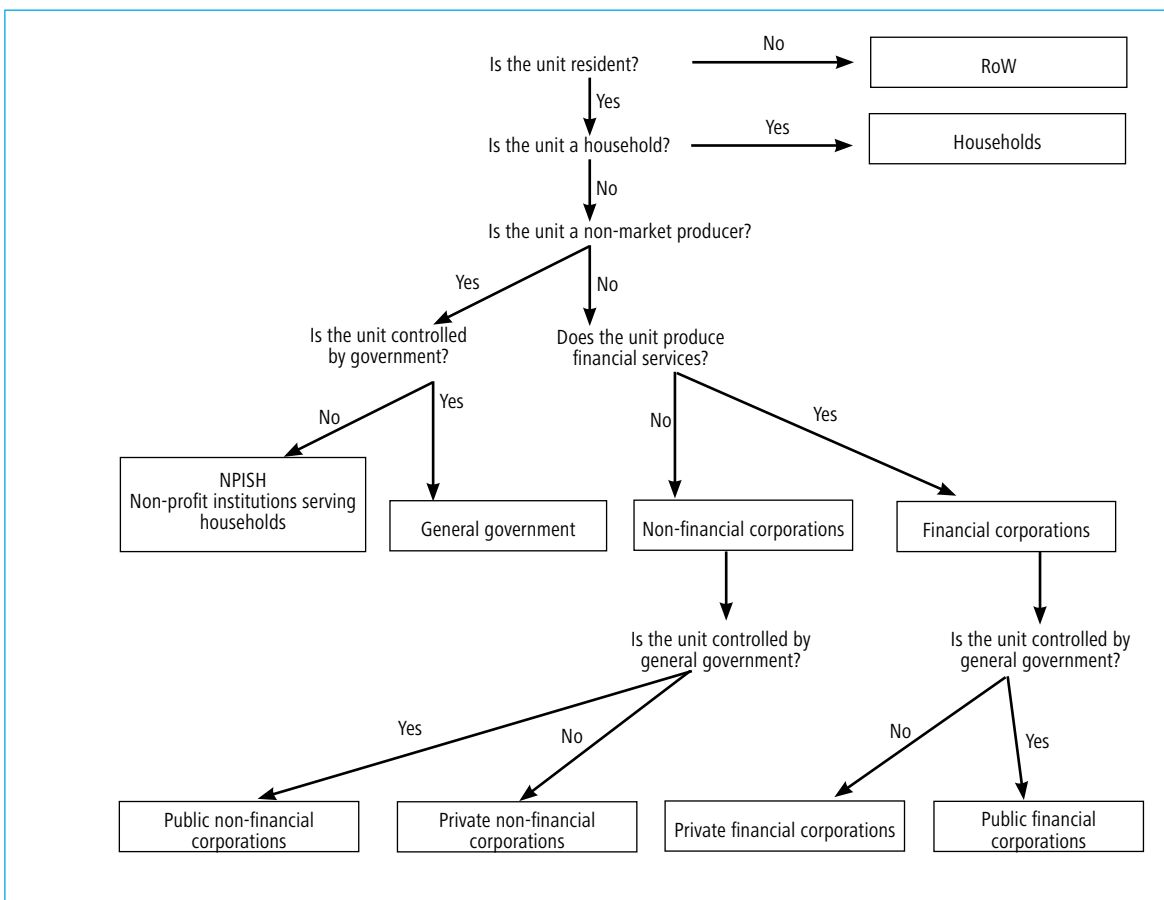 Is the unit resident?
No
RoW
Yes
Is the unit a household?
Yes
Households
No
Is the unit a non-market producer?
Yes
No
Is the unit controlled
by government?
Does the unit produce
financial services?
No
Yes
No
Yes
NPISH
Non-profit institutions serving
households
General government
Non-financial corporations
Financial corporations
Is the unit controlled by
general government?
Is the unit controlled by
general government?
Yes
No
No
Yes
Public non-financial
corporations
Private non-financial
corporations
Private financial corporations
Public financial
corporations